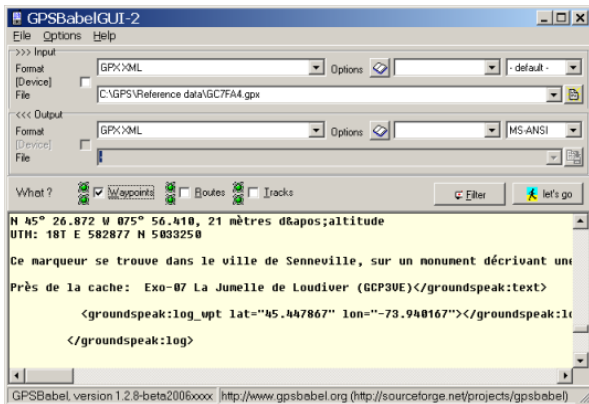 GPSBabelGUI-2
File Options Help
>>> Input
Format GPX XML Options - default -
[Device]
File C:\GPS\Reference data\GC7FA4.gpx
<<< Output
Format GPX XML Options MS-ANSI
[Device]
File
What ? Waypoints Routes Tracks Filter let's go
N 45° 26.872 W 075° 56.410, 21 mètres d&apos;altitude
UTM: 18T E 582877 N 5033250
Ce marqueur se trouve dans le ville de Senneville, sur un monument décrivant une
Près de la cache: Exo-07 La Jumelle de Loudiver (GCP3VE)</groundspeak:text>
<groundspeak:log_wpt lat="45.447867" lon="-73.940167"></groundspeak:lo
</groundspeak:log>
GPSBabel, version 1.2.8-beta2006xxxx http://www.gpsbabel.org (http://sourceforge.net/projects/gpsbabel)